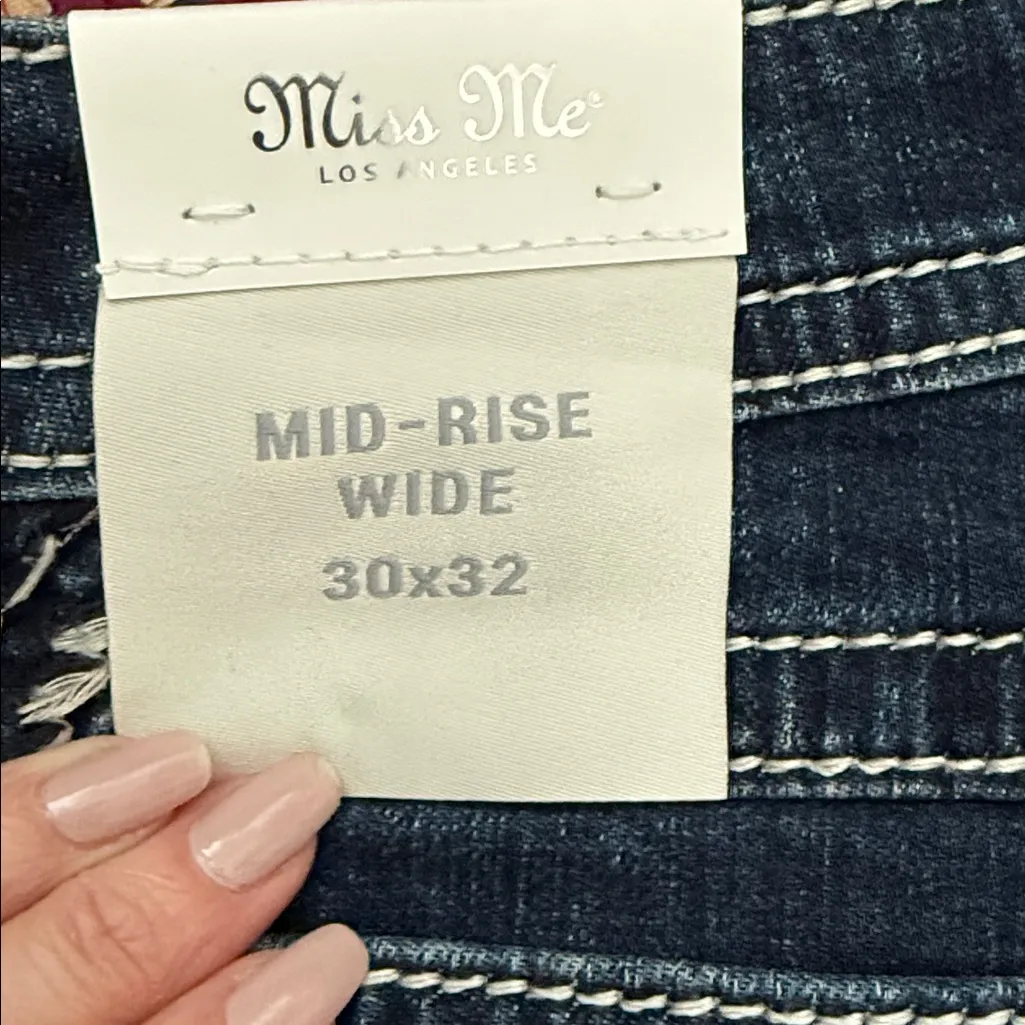 Miss Me®
LOS ANGELES
MID-RISE
WIDE
30x32